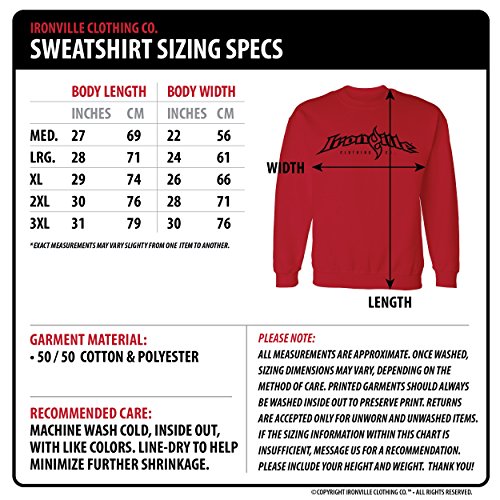 IRONVILLE CLOTHING CO.
SWEATSHIRT SIZING SPECS
BODY LENGTH BODY WIDTH
INCHES CM INCHES CM
MED. 27 69 22 56
LRG. 28 71 24 61
XL 29 74 26 66
2XL 30 76 28 71
3XL 31 79 30 76
*EXACT MEASUREMENTS MAY VARY SLIGHTY FROM ONE ITEM TO ANOTHER.
Ironville
CLOTHING CO.
WIDTH
LENGTH
GARMENT MATERIAL:
• 50 / 50 COTTON & POLYESTER
RECOMMENDED CARE:
MACHINE WASH COLD, INSIDE OUT,
WITH LIKE COLORS. LINE-DRY TO HELP
MINIMIZE FURTHER SHRINKAGE.
PLEASE NOTE:
ALL MEASUREMENTS ARE APPROXIMATE. ONCE WASHED,
SIZING DIMENSIONS MAY VARY, DEPENDING ON THE
METHOD OF CARE. PRINTED GARMENTS SHOULD ALWAYS
BE WASHED INSIDE OUT TO PRESERVE PRINT. RETURNS
ARE ACCEPTED ONLY FOR UNWORN AND UNWASHED ITEMS.
IF THE SIZING INFORMATION WITHIN THIS CHART IS
INSUFFICIENT, MESSAGE US FOR A RECOMMENDATION.
PLEASE INCLUDE YOUR HEIGHT AND WEIGHT. THANK YOU!
©COPYRIGHT IRONVILLE CLOTHING CO.™ - ALL RIGHTS RESERVED.